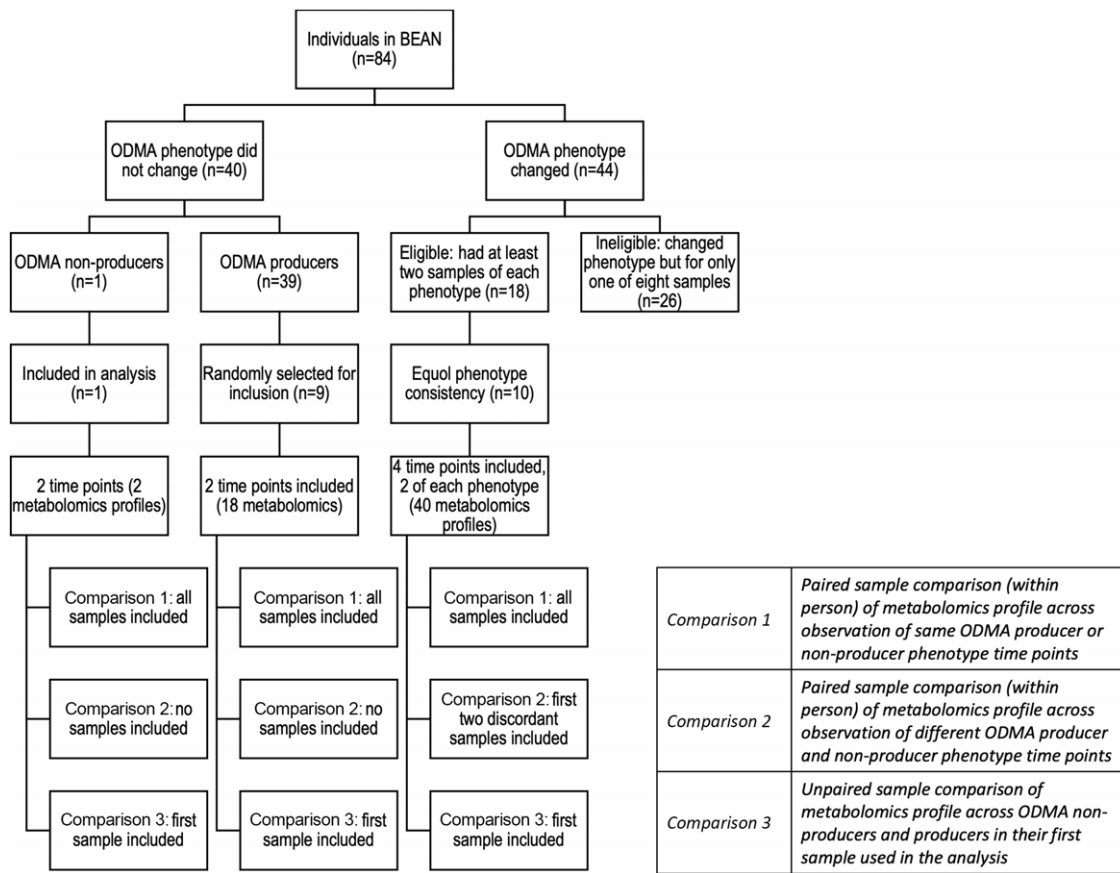 Individuals in BEAN
(n=84)
ODMA phenotype did
not change (n=40)
ODMA phenotype
changed (n=44)
ODMA non-producers
(n=1)
ODMA producers
(n=39)
Eligible: had at least
two samples of each
phenotype (n=18)
Ineligible: changed
phenotype but for only
one of eight samples
(n=26)
Included in analysis
(n=1)
Randomly selected for
inclusion (n=9)
Equol phenotype
consistency (n=10)
2 time points (2
metabolomics profiles)
2 time points included
(18 metabolomics)
4 time points included,
2 of each phenotype
(40 metabolomics
profiles)
Comparison 1: all
samples included
Comparison 1: all
samples included
Comparison 1: all
samples included
Comparison 2: no
samples included
Comparison 2: no
samples included
Comparison 2: first
two discordant
samples included
Comparison 3: first
sample included
Comparison 3: first
sample included
Comparison 3: first
sample included
Comparison 1
Paired sample comparison (within
person) of metabolomics profile across
observation of same ODMA producer or
non-producer phenotype time points
Comparison 2
Paired sample comparison (within
person) of metabolomics profile across
observation of different ODMA producer
and non-producer phenotype time points
Comparison 3
Unpaired sample comparison of
metabolomics profile across ODMA non-
producers and producers in their first
sample used in the analysis